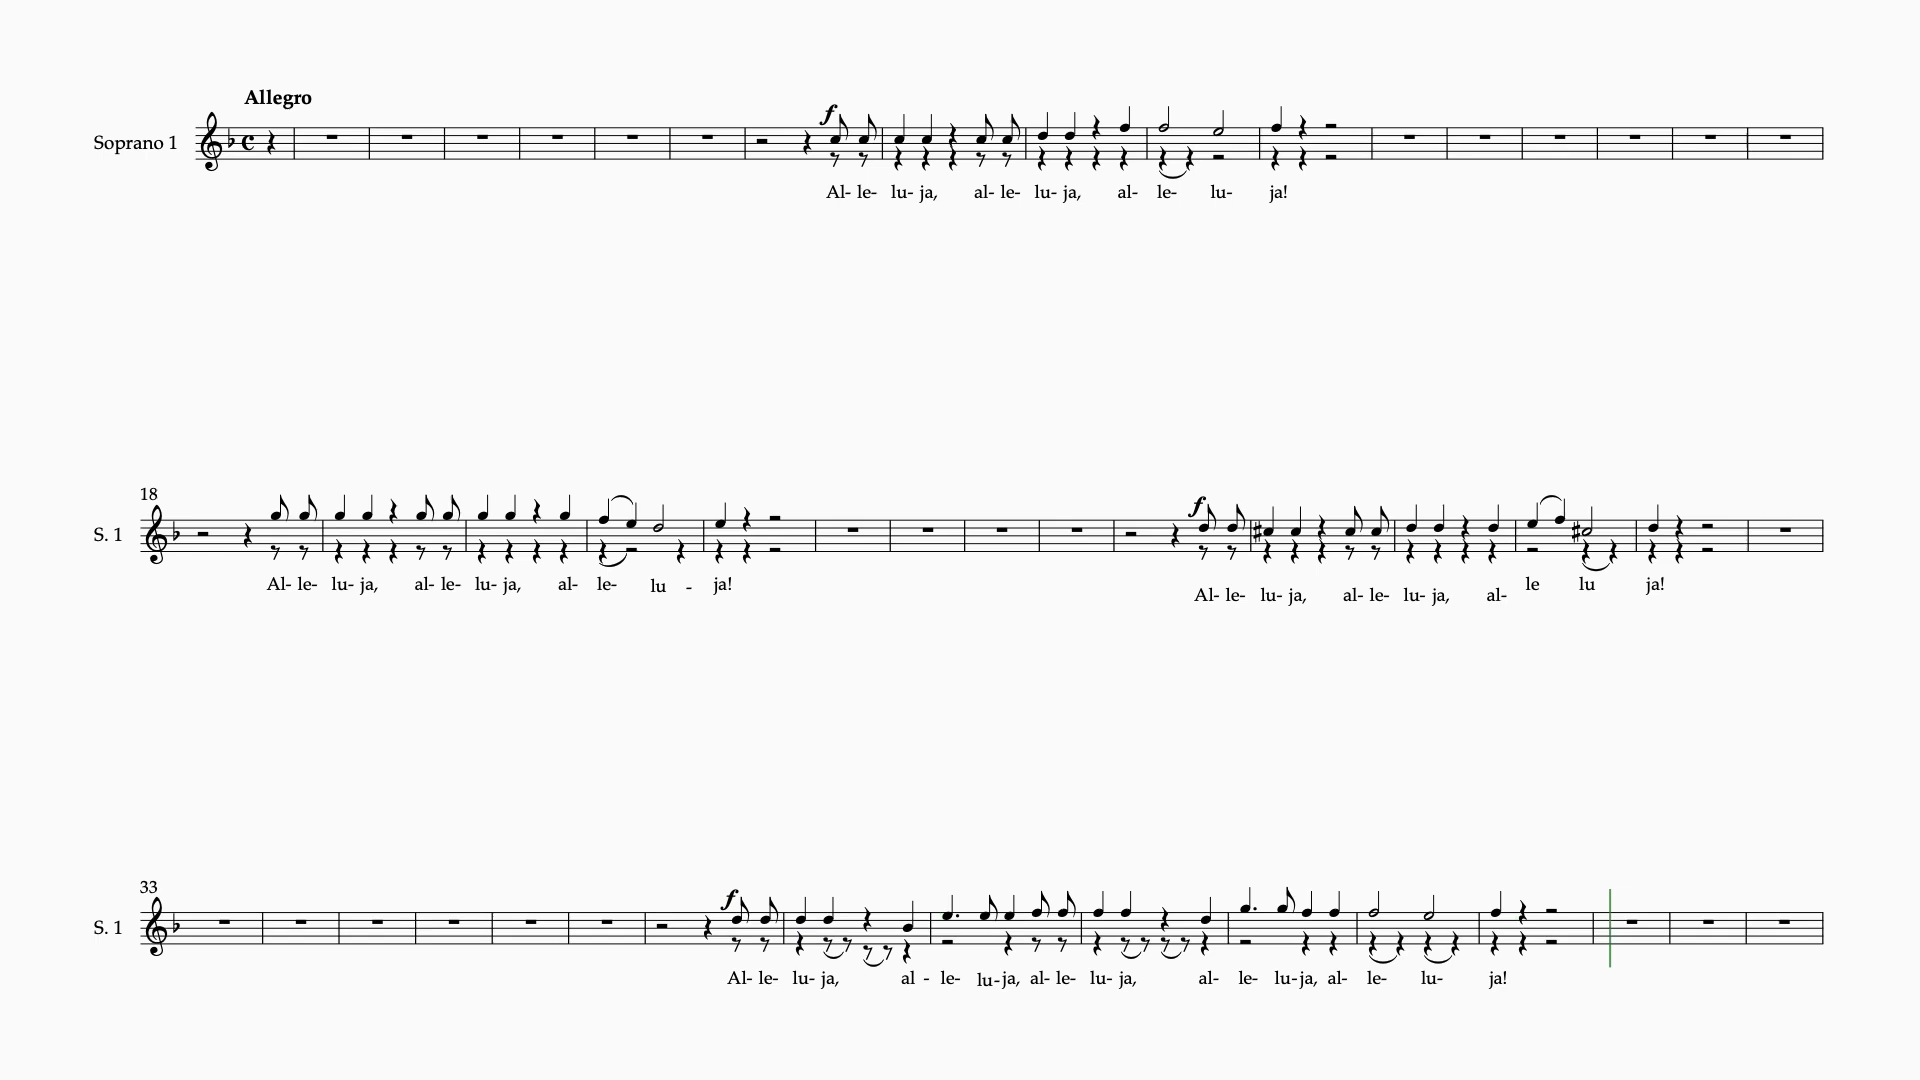 Allegro
f
Soprano 1
Al- le- lu- ja, al- le- lu- ja, al- le- lu- ja!
18
f
S. 1
Al- le- lu- ja, al- le- lu- ja, al- le- lu - ja! Al- le- lu- ja, al- le- lu- ja, al- le lu ja!
33
f
S. 1
Al- le- lu- ja, al - le- lu- ja, al- le- lu- ja, al- le- lu- ja, al- le- lu- ja!